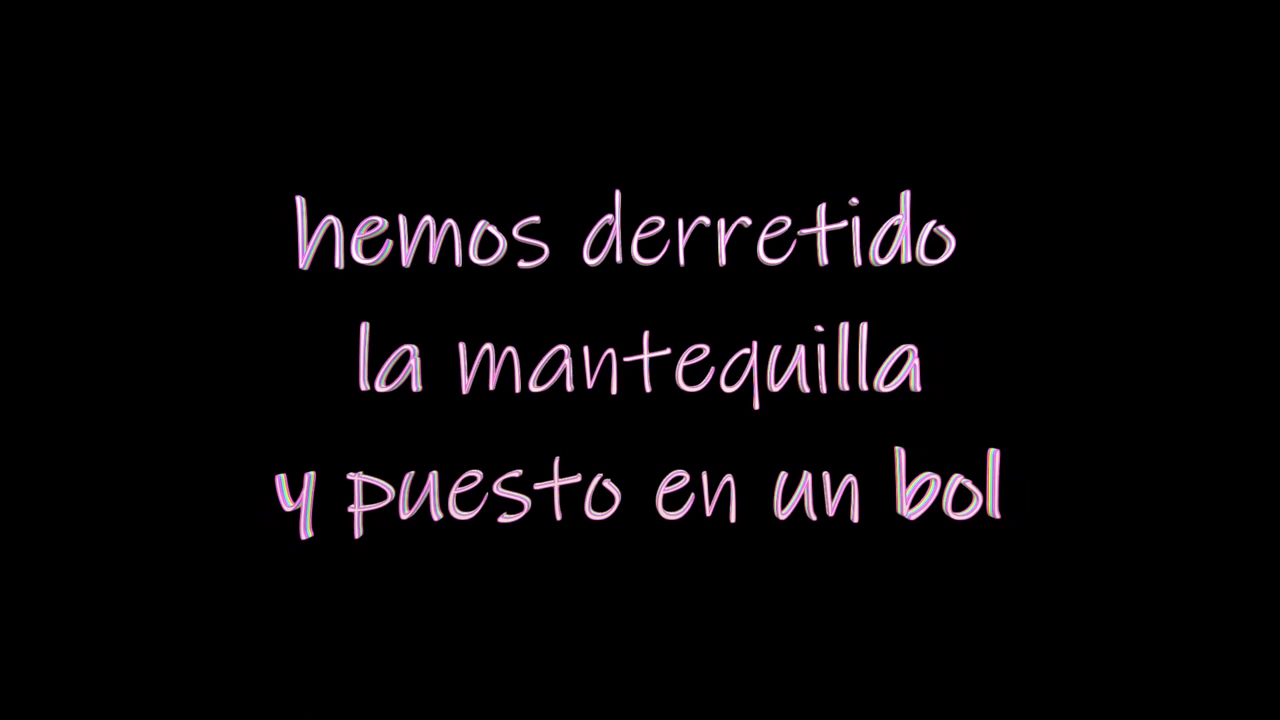 hemos derretido
la mantequilla
y puesto en un bol